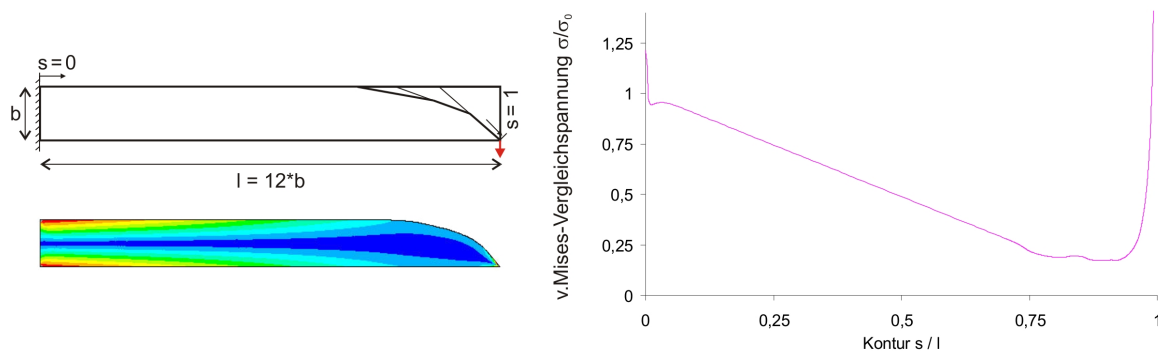 s=0
b
s=1
l = 12*b
v.Mises-Vergleichspannung σ/σ₀
1,25
1
0,75
0,5
0,25
0
0
0,25
0,5
0,75
1
Kontur s / l